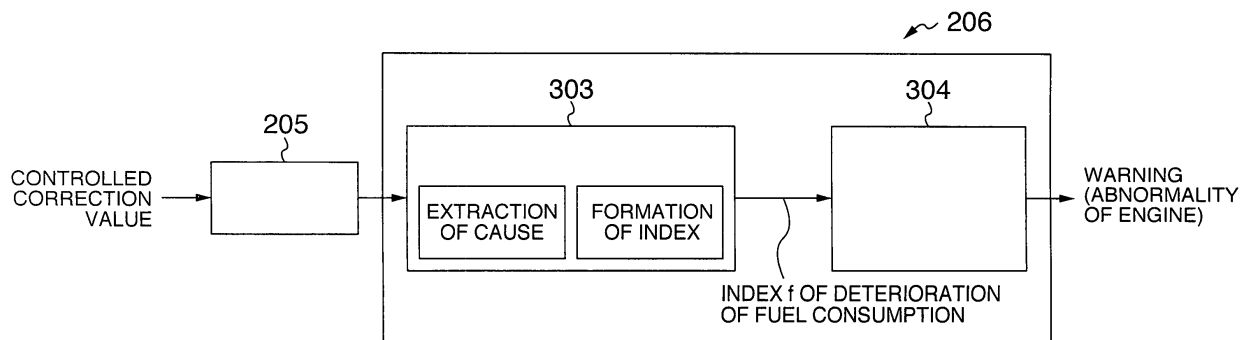 206
303
304
205
CONTROLLED
CORRECTION
VALUE
EXTRACTION
OF CAUSE
FORMATION
OF INDEX
WARNING
(ABNORMALITY
OF ENGINE)
INDEX f OF DETERIORATION
OF FUEL CONSUMPTION